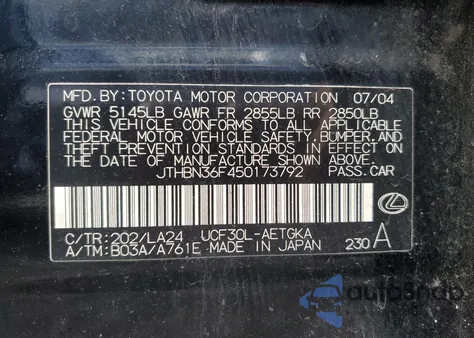 MFD.BY: TOYOTA MOTOR CORPORATION 07/04
GVWR 5145LB GAWR FR 2855LB RR 2850LB
THIS VEHICLE CONFORMS TO ALL APPLICABLE
FEDERAL MOTOR VEHICLE SAFETY,BUMPER,AND
THEFT PREVENTION STANDARDS IN EFFECT ON
THE DATE OF MANUFACTURE SHOWN ABOVE.
JTHBN36F450173792 PASS.CAR
C/TR:202/LA24 UCF30L-AETGKA
A/TM:B03A/A761E MADE IN JAPAN 230 A
autosnap